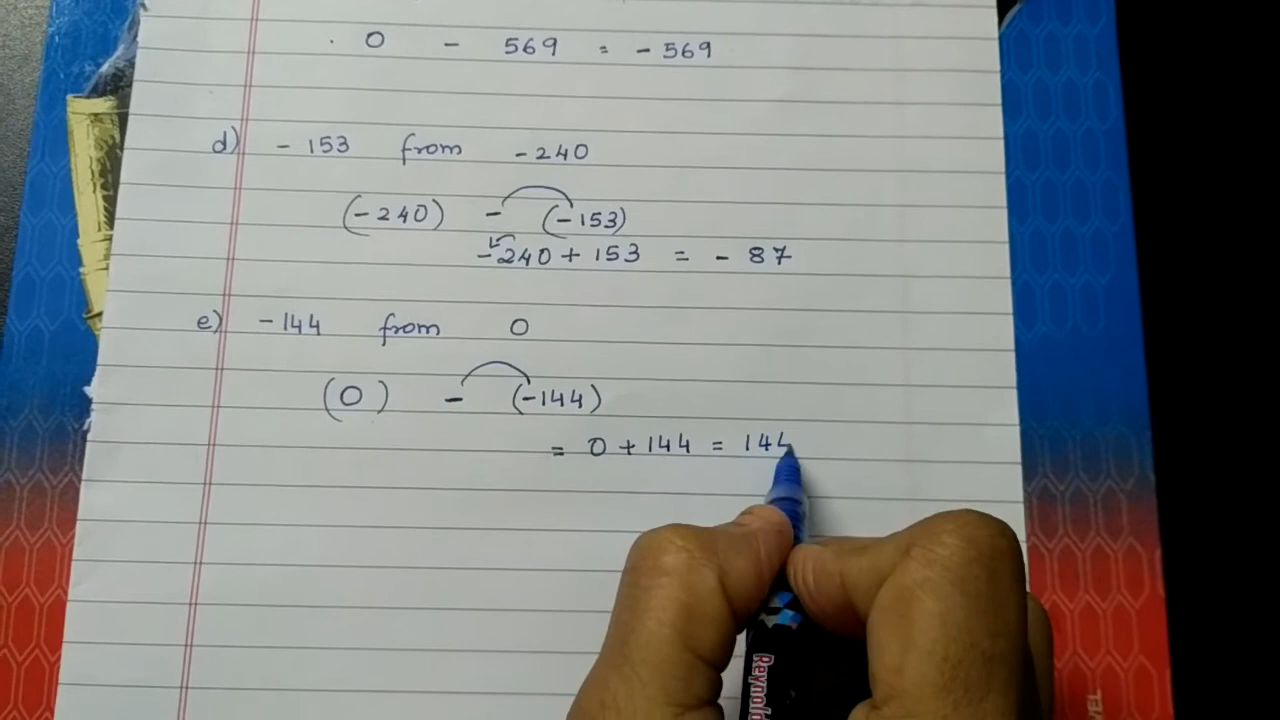 0 - 569 = - 569
d) - 153 from - 240
(- 240) - (- 153)
- 240 + 153 = - 87
e) - 144 from 0
(0) - (-144)
= 0 + 144 = 144